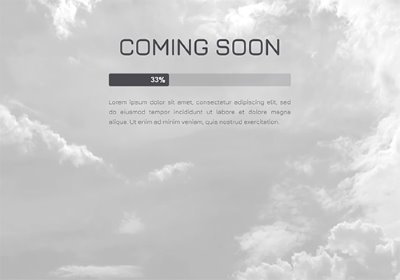 COMING SOON
33%
Lorem ipsum dolor sit amet, consectetur adipiscing elit, sed
do eiusmod tempor incididunt ut labore et dolore magna
aliqua. Ut enim ad minim veniam, quis nostrud exercitation.